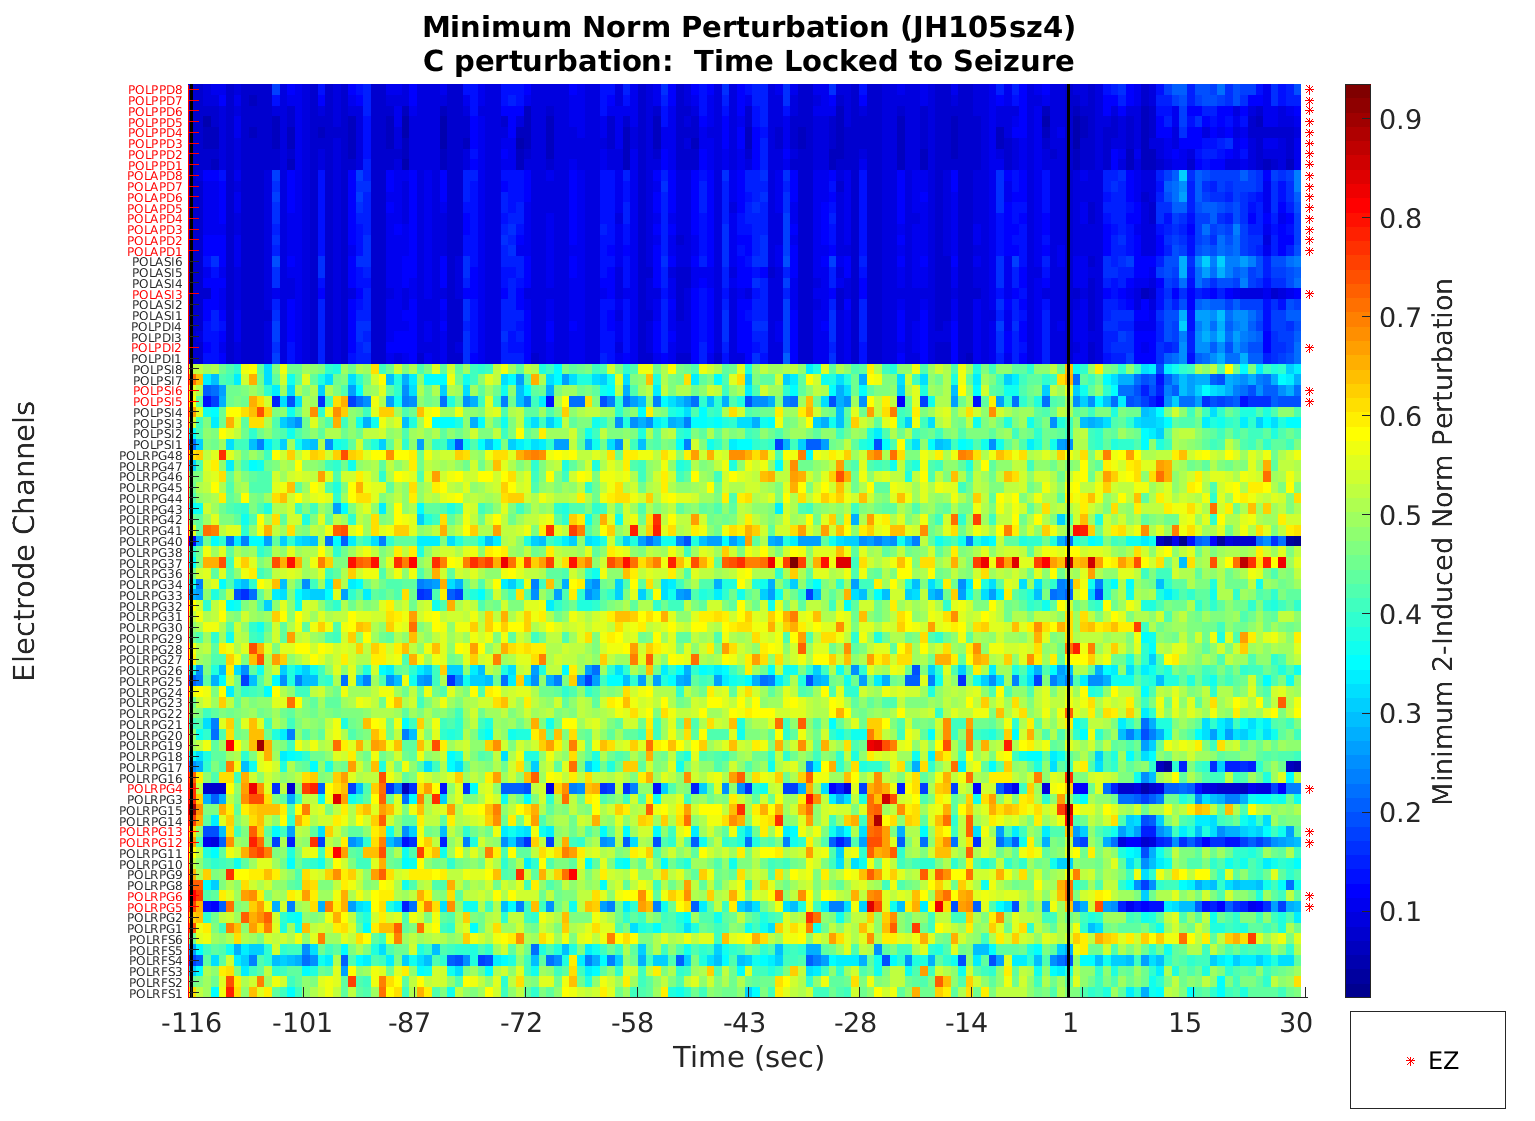 Minimum Norm Perturbation (JH105sz4)
C perturbation:  Time Locked to Seizure
Electrode Channels
POLPPD8
POLPPD7
POLPPD6
POLPPD5
POLPPD4
POLPPD3
POLPPD2
POLPPD1
POLAPD8
POLAPD7
POLAPD6
POLAPD5
POLAPD4
POLAPD3
POLAPD2
POLAPD1
POLASI6
POLASI5
POLASI4
POLASI3
POLASI2
POLASI1
POLPDI4
POLPDI3
POLPDI2
POLPDI1
POLPSI8
POLPSI7
POLPSI6
POLPSI5
POLPSI4
POLPSI3
POLPSI2
POLPSI1
POLRPG48
POLRPG47
POLRPG46
POLRPG45
POLRPG44
POLRPG43
POLRPG42
POLRPG41
POLRPG40
POLRPG38
POLRPG37
POLRPG36
POLRPG34
POLRPG33
POLRPG32
POLRPG31
POLRPG30
POLRPG29
POLRPG28
POLRPG27
POLRPG26
POLRPG25
POLRPG24
POLRPG23
POLRPG22
POLRPG21
POLRPG20
POLRPG19
POLRPG18
POLRPG17
POLRPG16
POLRPG4
POLRPG3
POLRPG15
POLRPG14
POLRPG13
POLRPG12
POLRPG11
POLRPG10
POLRPG9
POLRPG8
POLRPG6
POLRPG5
POLRPG2
POLRPG1
POLRFS6
POLRFS5
POLRFS4
POLRFS3
POLRFS2
POLRFS1
-116 -101 -87 -72 -58 -43 -28 -14 1 15 30
Time (sec)
0.9
0.8
0.7
0.6
0.5
0.4
0.3
0.2
0.1
Minimum 2-Induced Norm Perturbation
EZ